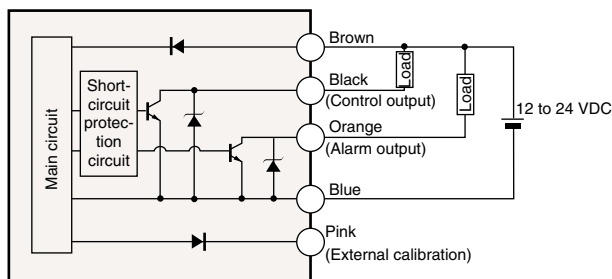 Main circuit
Short-
circuit
protec-
tion
circuit
Brown
Black
(Control output)
Orange
(Alarm output)
Blue
Pink
(External calibration)
Load
Load
12 to 24 VDC